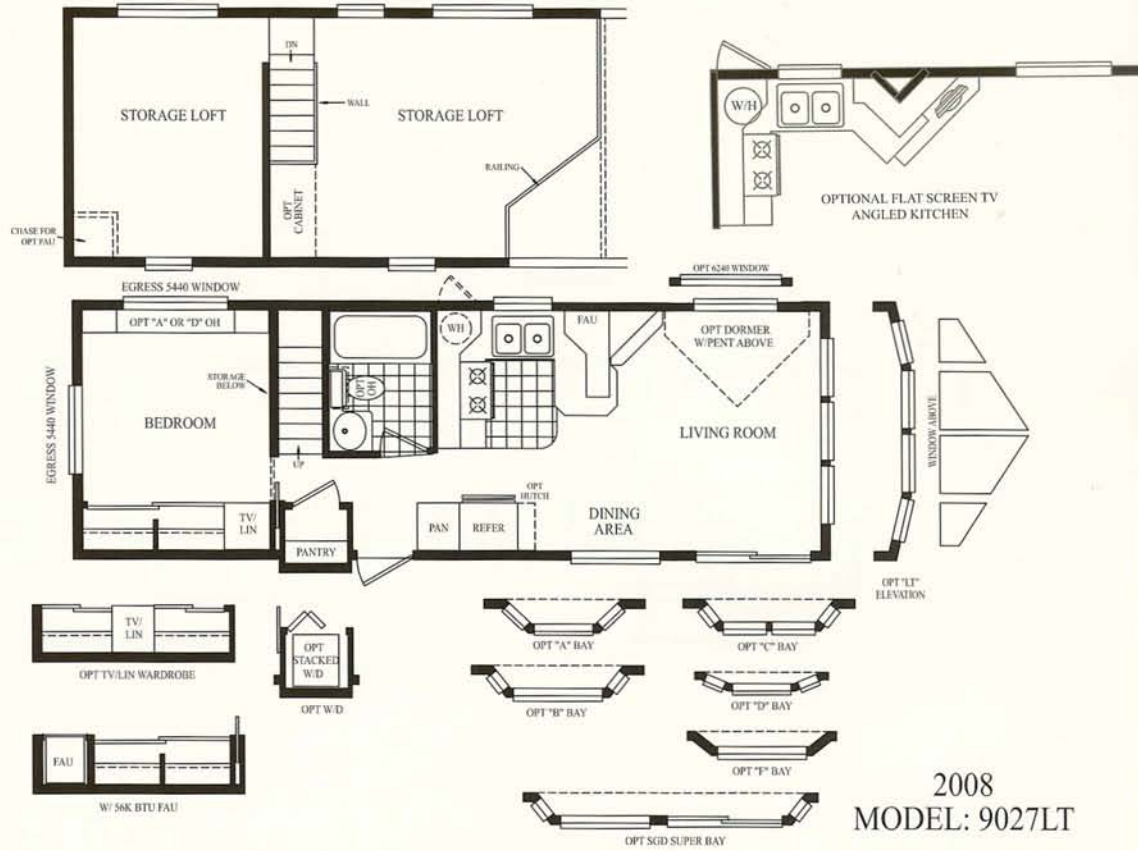 DN
STORAGE LOFT
WALL
STORAGE LOFT
RAILING
OPT
CABINET
CHASE FOR
OPT FAU
W/H
OPTIONAL FLAT SCREEN TV
ANGLED KITCHEN
EGRESS 5440 WINDOW
OPT 6240 WINDOW
OPT "A" OR "D" OH
WH
FAU
OPT DORMER
W/PENT ABOVE
STORAGE
BELOW
OPT
OH
EGRESS 5440 WINDOW
BEDROOM
LIVING ROOM
WINDOW ABOVE
UP
OPT
HUTCH
TV/
LIN
PAN
REFER
DINING
AREA
PANTRY
OPT "LT"
ELEVATION
TV/
LIN
OPT TV/LIN WARDROBE
OPT
STACKED
W/D
OPT W/D
OPT "A" BAY
OPT "C" BAY
OPT "B" BAY
OPT "D" BAY
FAU
W/ 56K BTU FAU
OPT "F" BAY
OPT SGD SUPER BAY
2008
MODEL: 9027LT